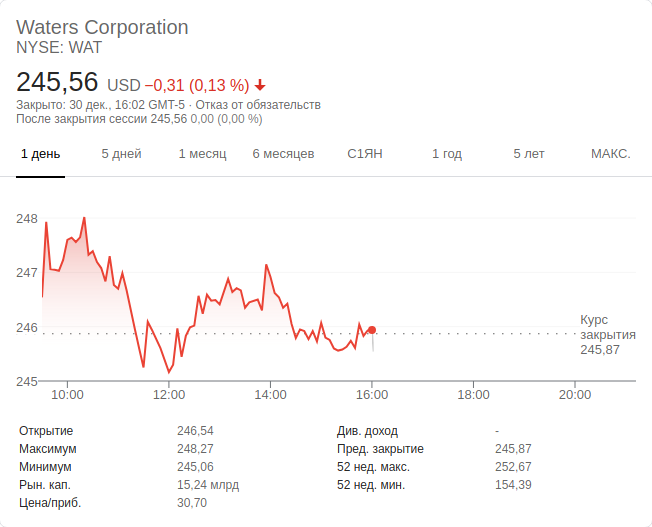 Waters Corporation
NYSE: WAT
245,56 USD −0,31 (0,13 %)
Закрыто: 30 дек., 16:02 GMT-5 · Отказ от обязательств
После закрытия сессии 245,56 0,00 (0,00 %)
1 день 5 дней 1 месяц 6 месяцев С1ЯН 1 год 5 лет МАКС.
248
247
246
245
Курс
закрытия
245,87
10:00 12:00 14:00 16:00 18:00 20:00
Открытие 246,54 Див. доход -
Максимум 248,27 Пред. закрытие 245,87
Минимум 245,06 52 нед. макс. 252,67
Рын. кап. 15,24 млрд 52 нед. мин. 154,39
Цена/приб. 30,70